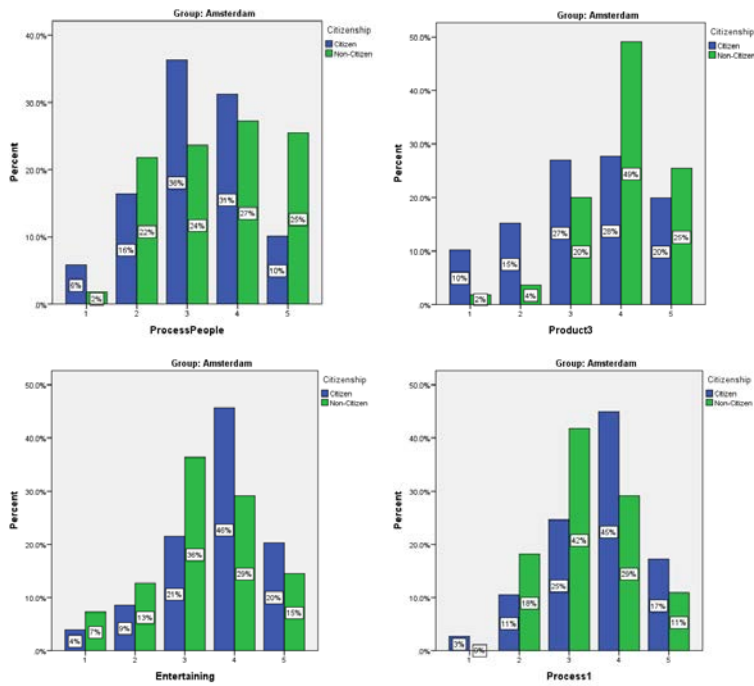 Group: Amsterdam
Citizenship
Citizen
Non-Citizen
Percent
40.0%
30.0%
20.0%
10.0%
.0%
6%
2%
16%
22%
36%
24%
31%
27%
10%
25%
1 2 3 4 5
ProcessPeople
Group: Amsterdam
Citizenship
Citizen
Non-Citizen
Percent
50.0%
40.0%
30.0%
20.0%
10.0%
.0%
10%
2%
15%
4%
27%
20%
28%
49%
20%
25%
1 2 3 4 5
Product3
Group: Amsterdam
Citizenship
Citizen
Non-Citizen
Percent
50.0%
40.0%
30.0%
20.0%
10.0%
.0%
4%
7%
9%
13%
21%
36%
46%
29%
20%
15%
1 2 3 4 5
Entertaining
Group: Amsterdam
Citizenship
Citizen
Non-Citizen
Percent
50.0%
40.0%
30.0%
20.0%
10.0%
.0%
3%
0%
11%
18%
25%
42%
45%
29%
17%
11%
1 2 3 4 5
Process1